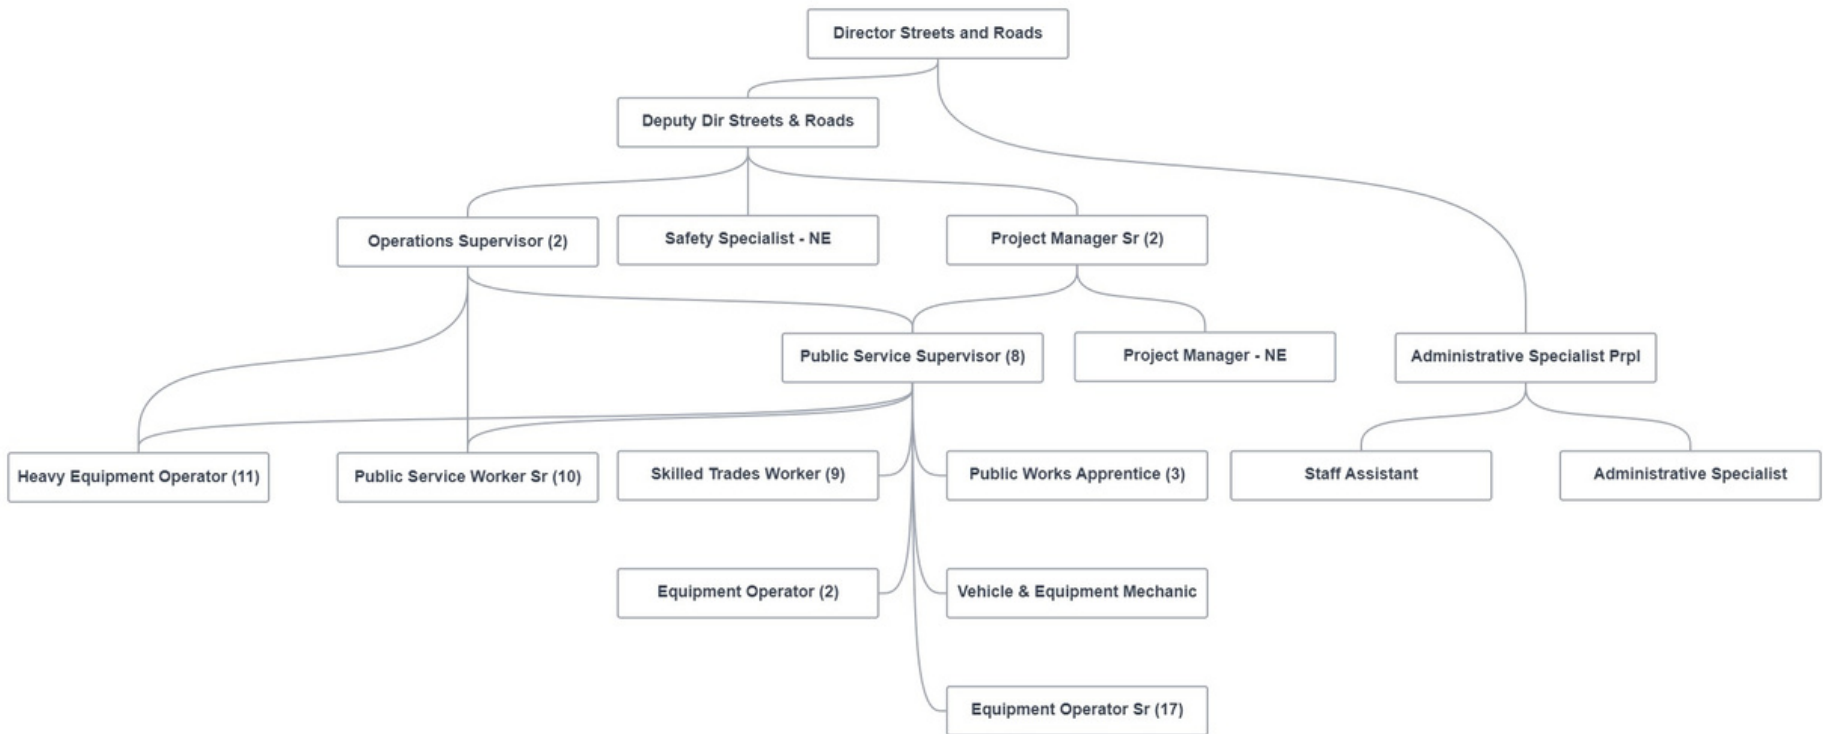 Director Streets and Roads
Deputy Dir Streets & Roads
Operations Supervisor (2)
Safety Specialist - NE
Project Manager Sr (2)
Public Service Supervisor (8)
Project Manager - NE
Administrative Specialist Prpl
Heavy Equipment Operator (11)
Public Service Worker Sr (10)
Skilled Trades Worker (9)
Public Works Apprentice (3)
Staff Assistant
Administrative Specialist
Equipment Operator (2)
Vehicle & Equipment Mechanic
Equipment Operator Sr (17)